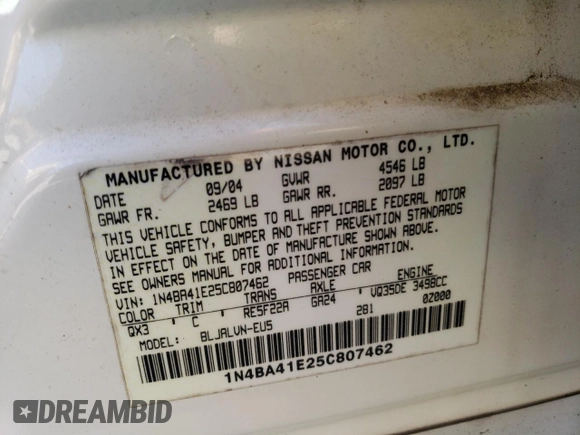 MANUFACTURED BY NISSAN MOTOR CO., LTD.
DATE 09/04 GVWR 4546 LB
GAWR FR. 2469 LB GAWR RR. 2097 LB
THIS VEHICLE CONFORMS TO ALL APPLICABLE FEDERAL MOTOR
VEHICLE SAFETY, BUMPER AND THEFT PREVENTION STANDARDS
IN EFFECT ON THE DATE OF MANUFACTURE SHOWN ABOVE.
SEE OWNERS MANUAL FOR ADDITIONAL INFORMATION
VIN: 1N4BA41E25C807462 PASSENGER CAR
COLOR TRIM TRANS AXLE ENGINE
QX3 C RE5F22A GA24 VQ35DE 3498CC
281 0Z000
MODEL: BLJALVN-EU5
1N4BA41E25C807462
DREAMBID